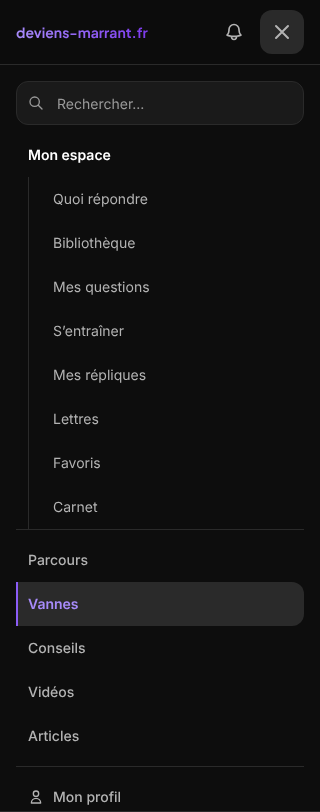 deviens-marrant.fr
Rechercher...
Mon espace
Quoi répondre
Bibliothèque
Mes questions
S'entraîner
Mes répliques
Lettres
Favoris
Carnet
Parcours
Vannes
Conseils
Vidéos
Articles
Mon profil